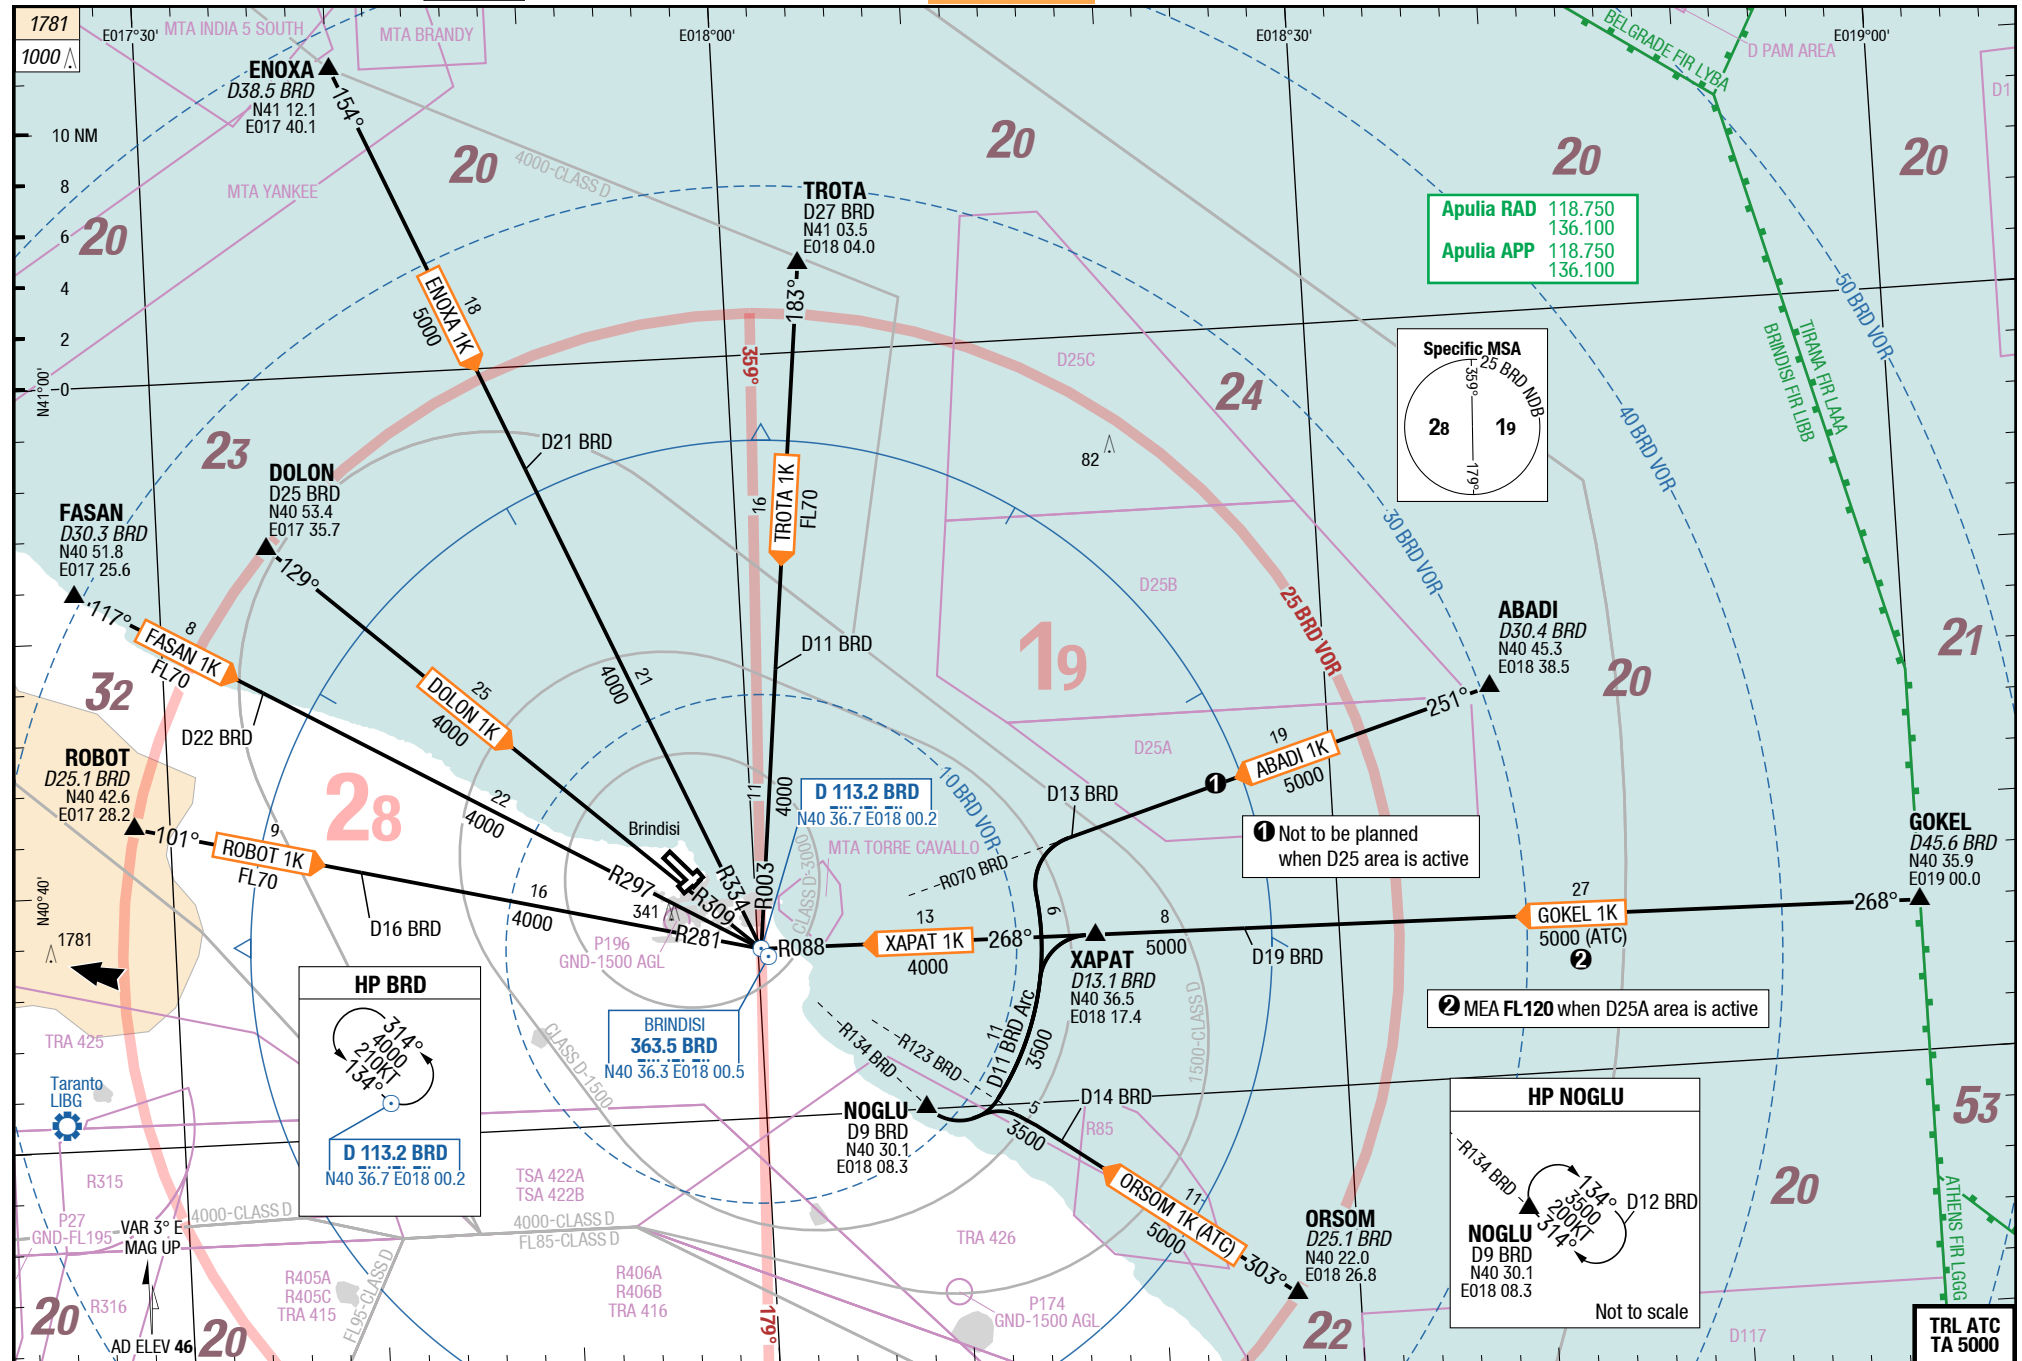 1781
1000
E017°30'
MTA INDIA 5 SOUTH
MTA BRANDY
E018°00'
E018°30'
BELGRADE FIR LYBA
D PAM AREA
E019°00'
D1
ENOXA
D38.5 BRD
N41 12.1
E017 40.1
154°
10 NM
8
6
4
2
0
N41°00'
20
20
20
20
20
4000-CLASS D
MTA YANKEE
TROTA
D27 BRD
N41 03.5
E018 04.0
183°
Apulia RAD 118.750
136.100
Apulia APP 118.750
136.100
50 BRD VOR
TIRANA FIR LAAA
BRINDISI FIR LIBB
ENOXA 1K
18
5000
359°
D25C
24
Specific MSA
25 BRD NDB
359°
28
19
179°
40 BRD VOR
23
D21 BRD
82
DOLON
D25 BRD
N40 53.4
E017 35.7
129°
FASAN
D30.3 BRD
N40 51.8
E017 25.6
117°
TROTA 1K
16
FL70
30 BRD VOR
D25B
25 BRD VOR
19
ABADI
D30.4 BRD
N40 45.3
E018 38.5
251°
20
21
8
FASAN 1K
FL70
25
DOLON 1K
4000
21
4000
D11 BRD
32
D22 BRD
ROBOT
D25.1 BRD
N40 42.6
E017 28.2
101°
28
22
4000
D25A
19
ABADI 1K
5000
1
D13 BRD
10 BRD VOR
D 113.2 BRD
N40 36.7 E018 00.2
11
4000
Brindisi
MTA TORRE CAVALLO
CLASS D-3000
1 Not to be planned
when D25 area is active
GOKEL
D45.6 BRD
N40 35.9
E019 00.0
268°
9
ROBOT 1K
FL70
16
4000
D16 BRD
R297
R309
R334
R003
R281
R088
341
P196
GND-1500 AGL
R070 BRD
13
XAPAT 1K
4000
268°
6
8
5000
27
GOKEL 1K
5000 (ATC)
2
D19 BRD
XAPAT
D13.1 BRD
N40 36.5
E018 17.4
2 MEA FL120 when D25A area is active
N40°40'
1781
HP BRD
314°
4000
210KT
134°
D 113.2 BRD
N40 36.7 E018 00.2
BRINDISI
363.5 BRD
N40 36.3 E018 00.5
CLASS D-1500
1500-CLASS D
R134 BRD
R123 BRD
11
D11 BRD Arc
3500
TRA 425
Taranto
LIBG
NOGLU
D9 BRD
N40 30.1
E018 08.3
5
3500
D14 BRD
R85
ORSOM 1K (ATC)
11
5000
303°
ORSOM
D25.1 BRD
N40 22.0
E018 26.8
HP NOGLU
R134 BRD
134°
3500
200KT
314°
D12 BRD
NOGLU
D9 BRD
N40 30.1
E018 08.3
Not to scale
53
20
ATHENS FIR LGGG
R315
P27
GND-FL195
VAR 3° E
MAG UP
4000-CLASS D
TSA 422A
TSA 422B
4000-CLASS D
FL85-CLASS D
FL95-CLASS D
R405A
R405C
TRA 415
R406A
R406B
TRA 416
TRA 426
P174
GND-1500 AGL
R316
20
AD ELEV 46
20
179°
22
D117
TRL ATC
TA 5000